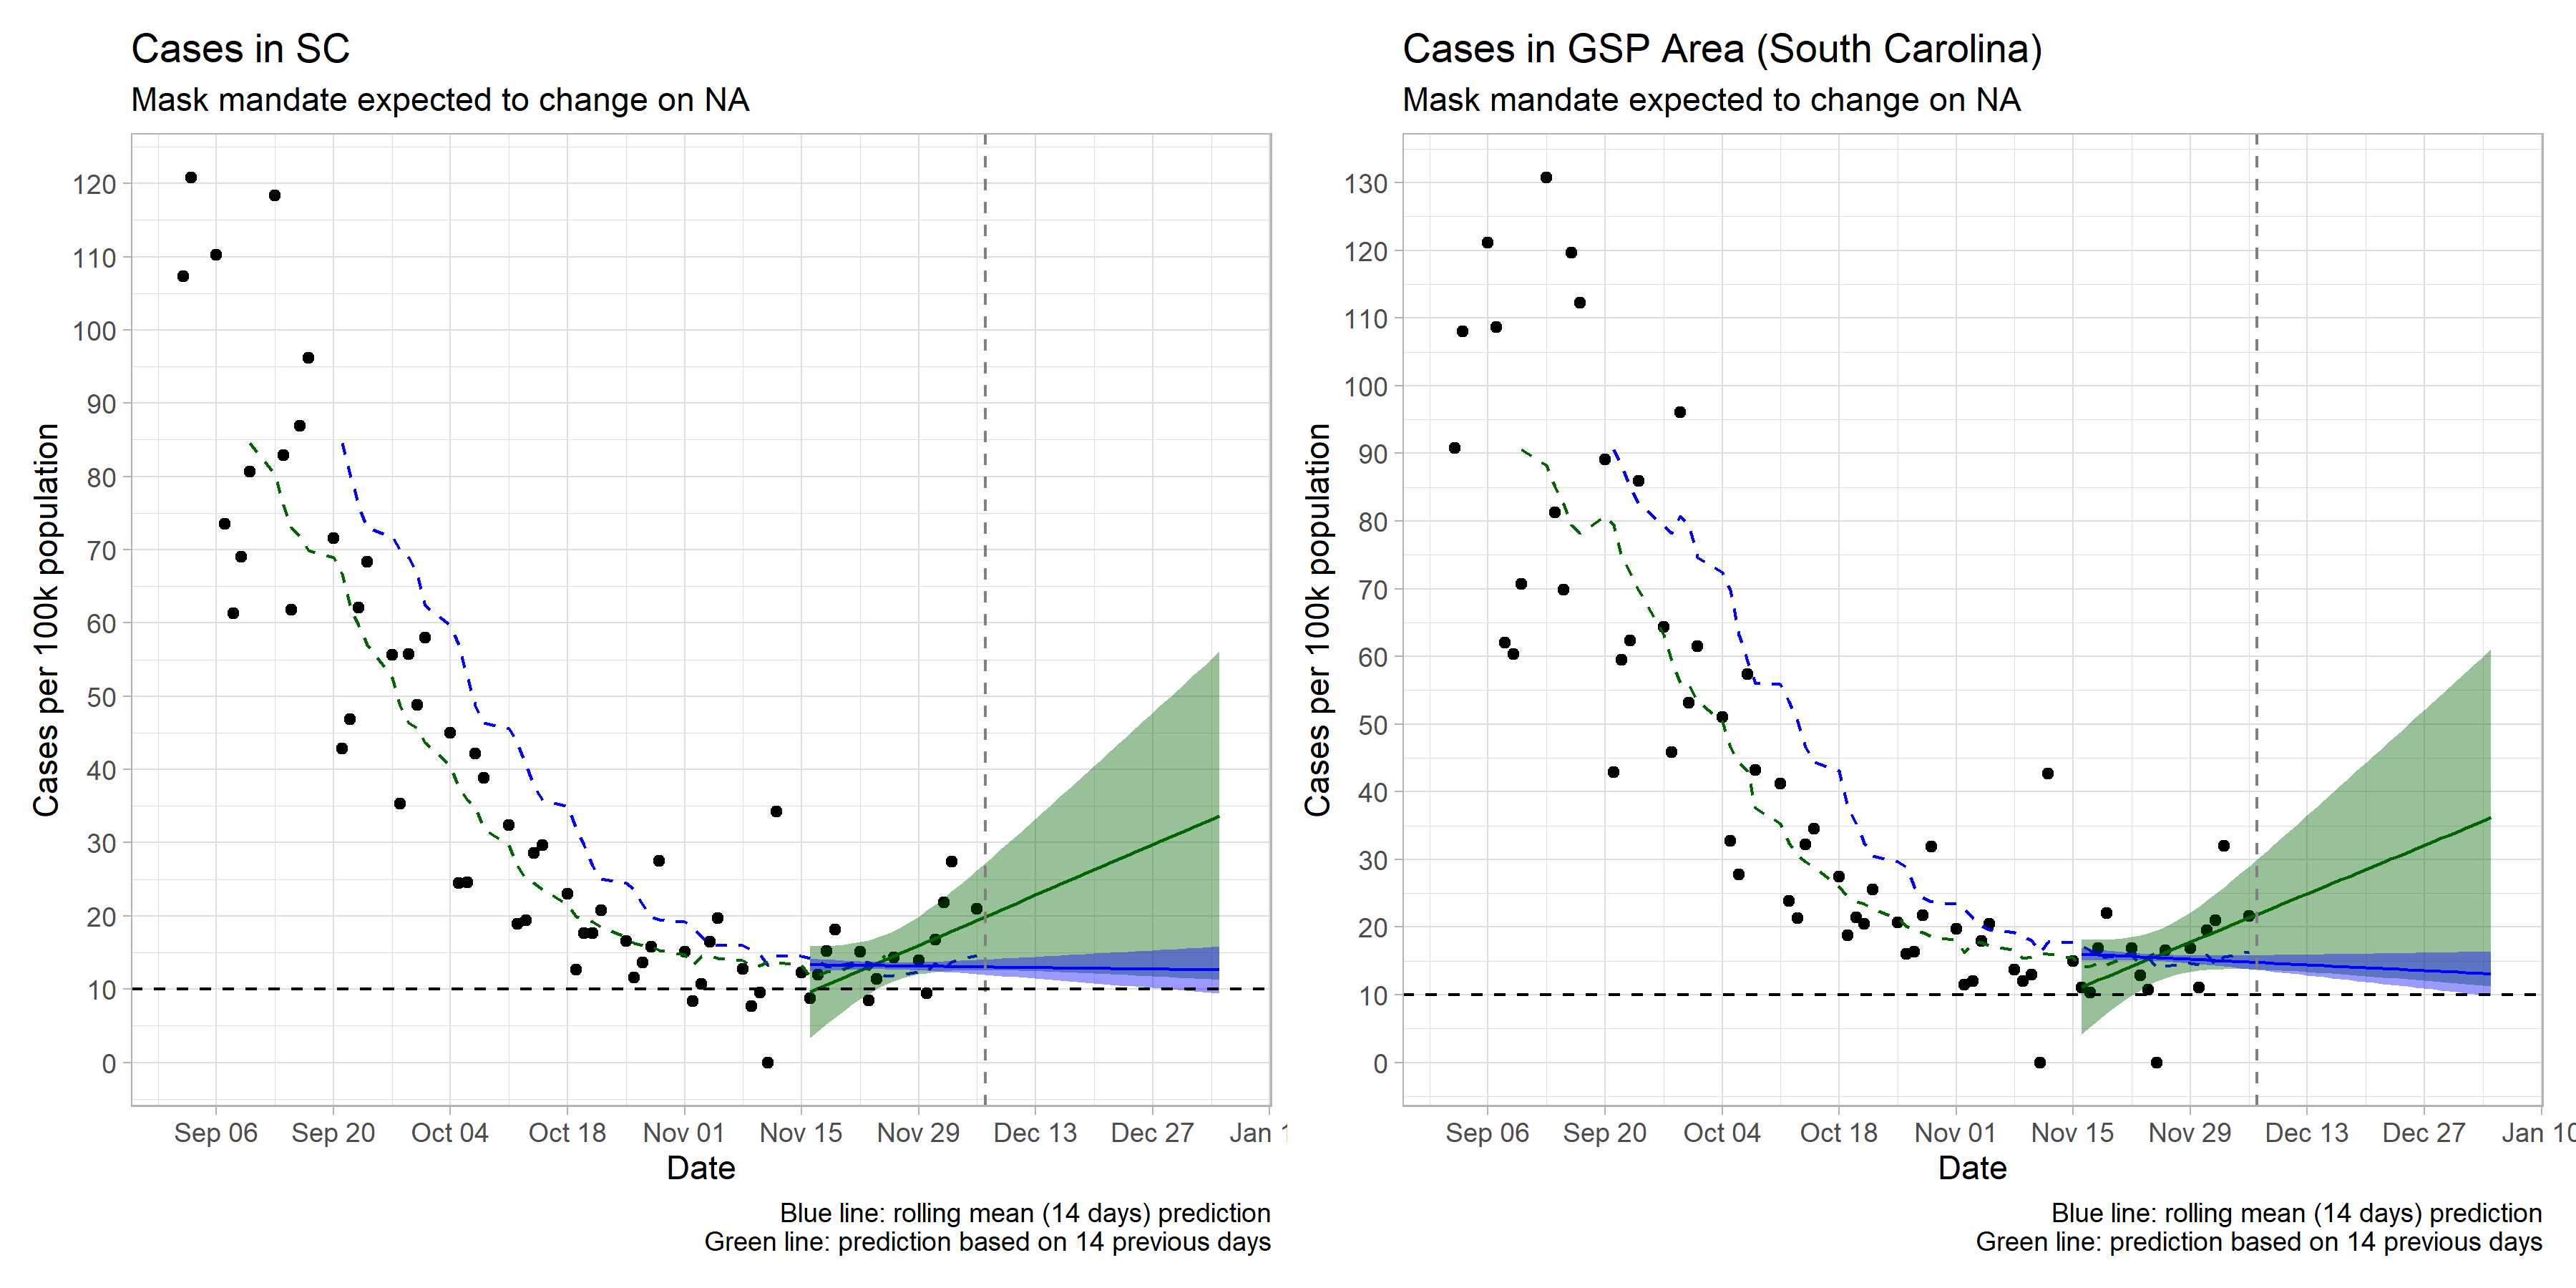 Cases in SC
Mask mandate expected to change on NA
Cases per 100k population
120
110
100
90
80
70
60
50
40
30
20
10
0
Sep 06 Sep 20 Oct 04 Oct 18 Nov 01 Nov 15 Nov 29 Dec 13 Dec 27 Jan 1
Date
Blue line: rolling mean (14 days) prediction
Green line: prediction based on 14 previous days
Cases in GSP Area (South Carolina)
Mask mandate expected to change on NA
Cases per 100k population
130
120
110
100
90
80
70
60
50
40
30
20
10
0
Sep 06 Sep 20 Oct 04 Oct 18 Nov 01 Nov 15 Nov 29 Dec 13 Dec 27 Jan 10
Date
Blue line: rolling mean (14 days) prediction
Green line: prediction based on 14 previous days